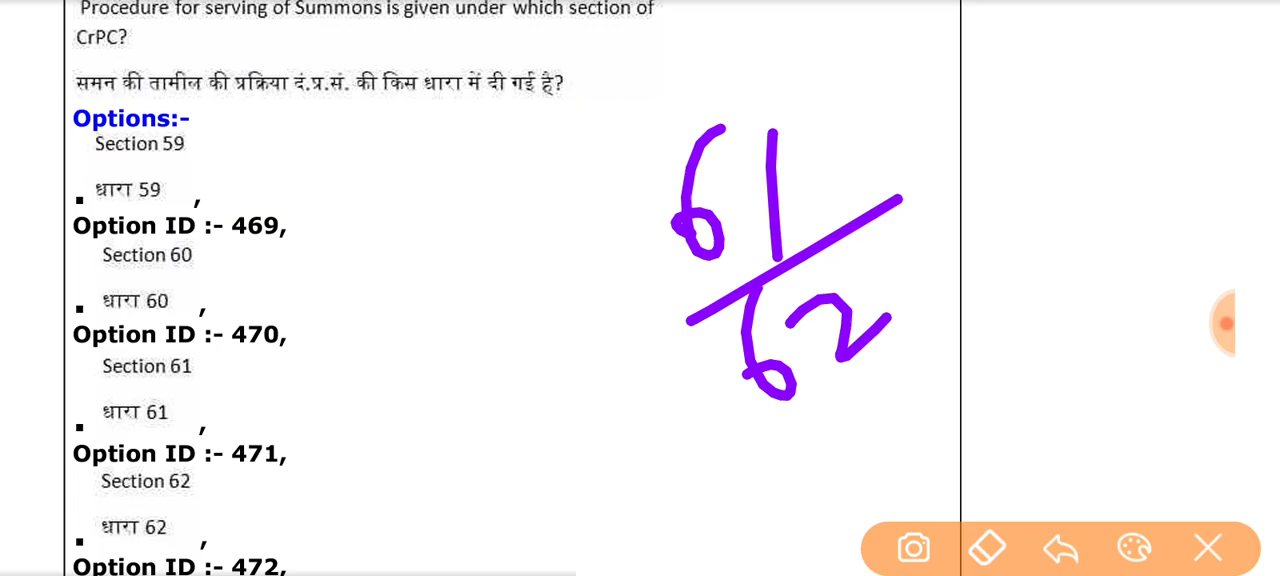 Procedure for serving of Summons is given under which section of
CrPC?
समन की तामील की प्रक्रिया दं.प्र.सं. की किस धारा में दी गई है?
Options:-
Section 59
धारा 59 ,
Option ID :- 469,
Section 60
धारा 60 ,
Option ID :- 470,
Section 61
धारा 61 ,
Option ID :- 471,
Section 62
धारा 62 ,
Option ID :- 472,
61
62